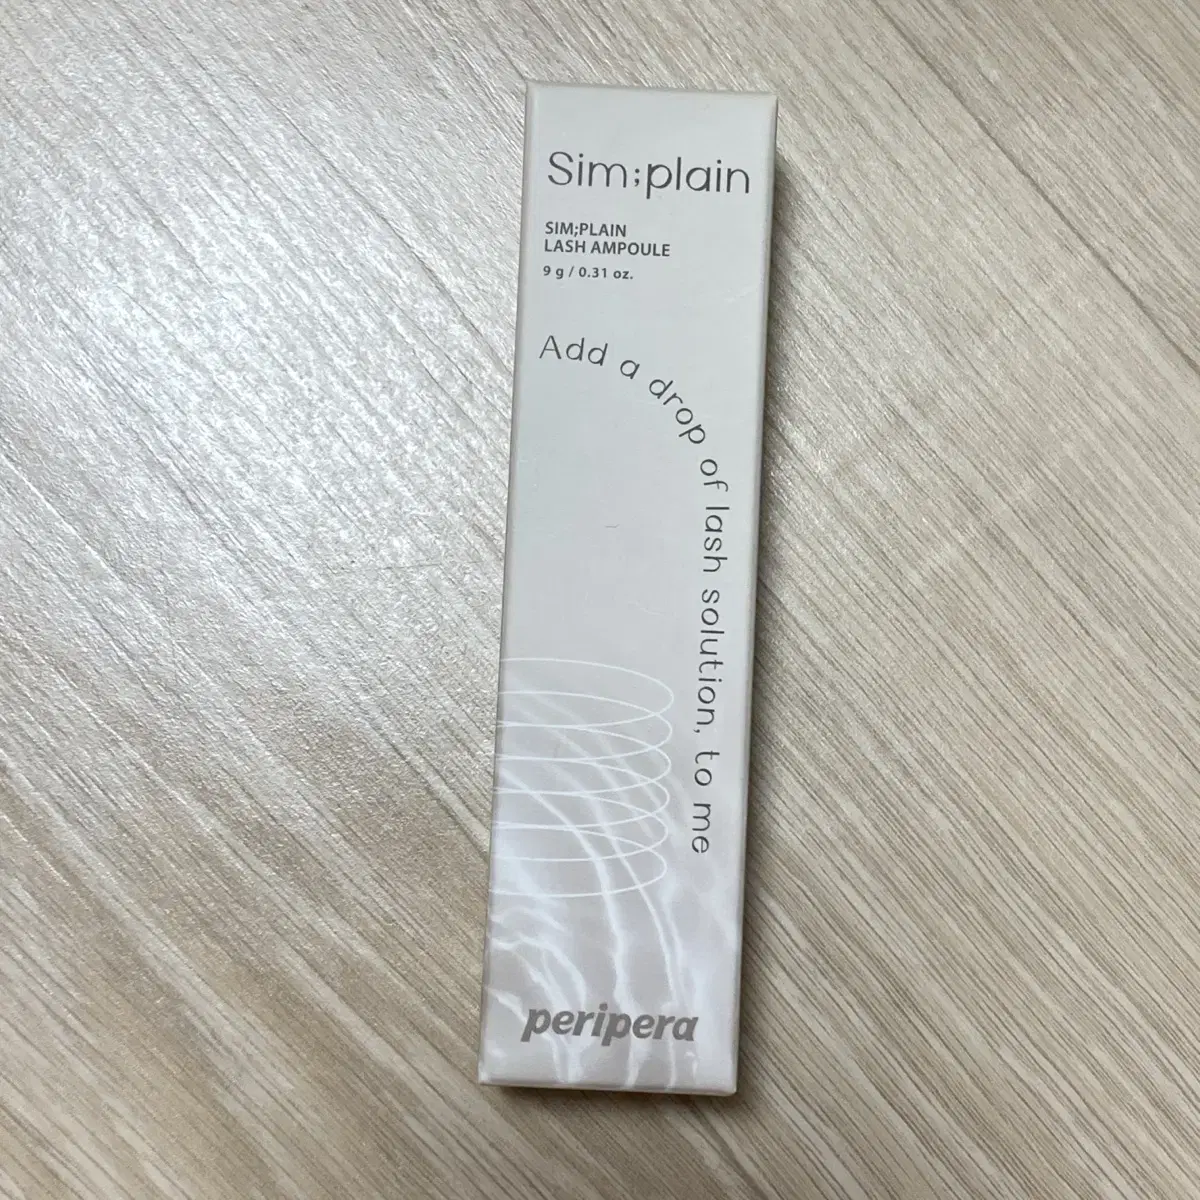 Sim;plain
SIM;PLAIN
LASH AMPOULE
9 g / 0.31 oz.
Add a drop of lash solution, to me
peripera